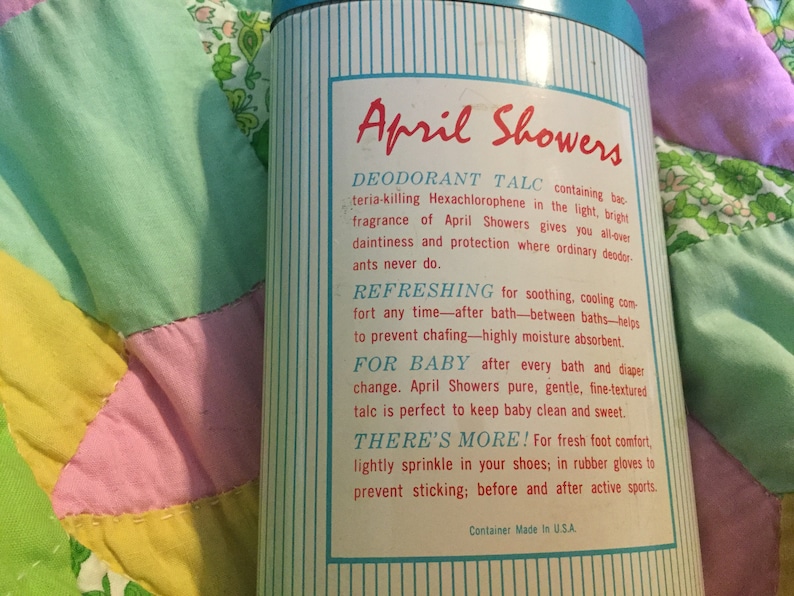 April Showers
DEODORANT TALC containing bac-
teria-killing Hexachlorophene in the light, bright
fragrance of April Showers gives you all-over
daintiness and protection where ordinary deodor-
ants never do.
REFRESHING for soothing, cooling com-
fort any time—after bath—between baths—helps
to prevent chafing—highly moisture absorbent.
FOR BABY after every bath and diaper
change. April Showers pure, gentle, fine-textured
talc is perfect to keep baby clean and sweet.
THERE'S MORE! For fresh foot comfort,
lightly sprinkle in your shoes; in rubber gloves to
prevent sticking; before and after active sports.
Container Made In U.S.A.